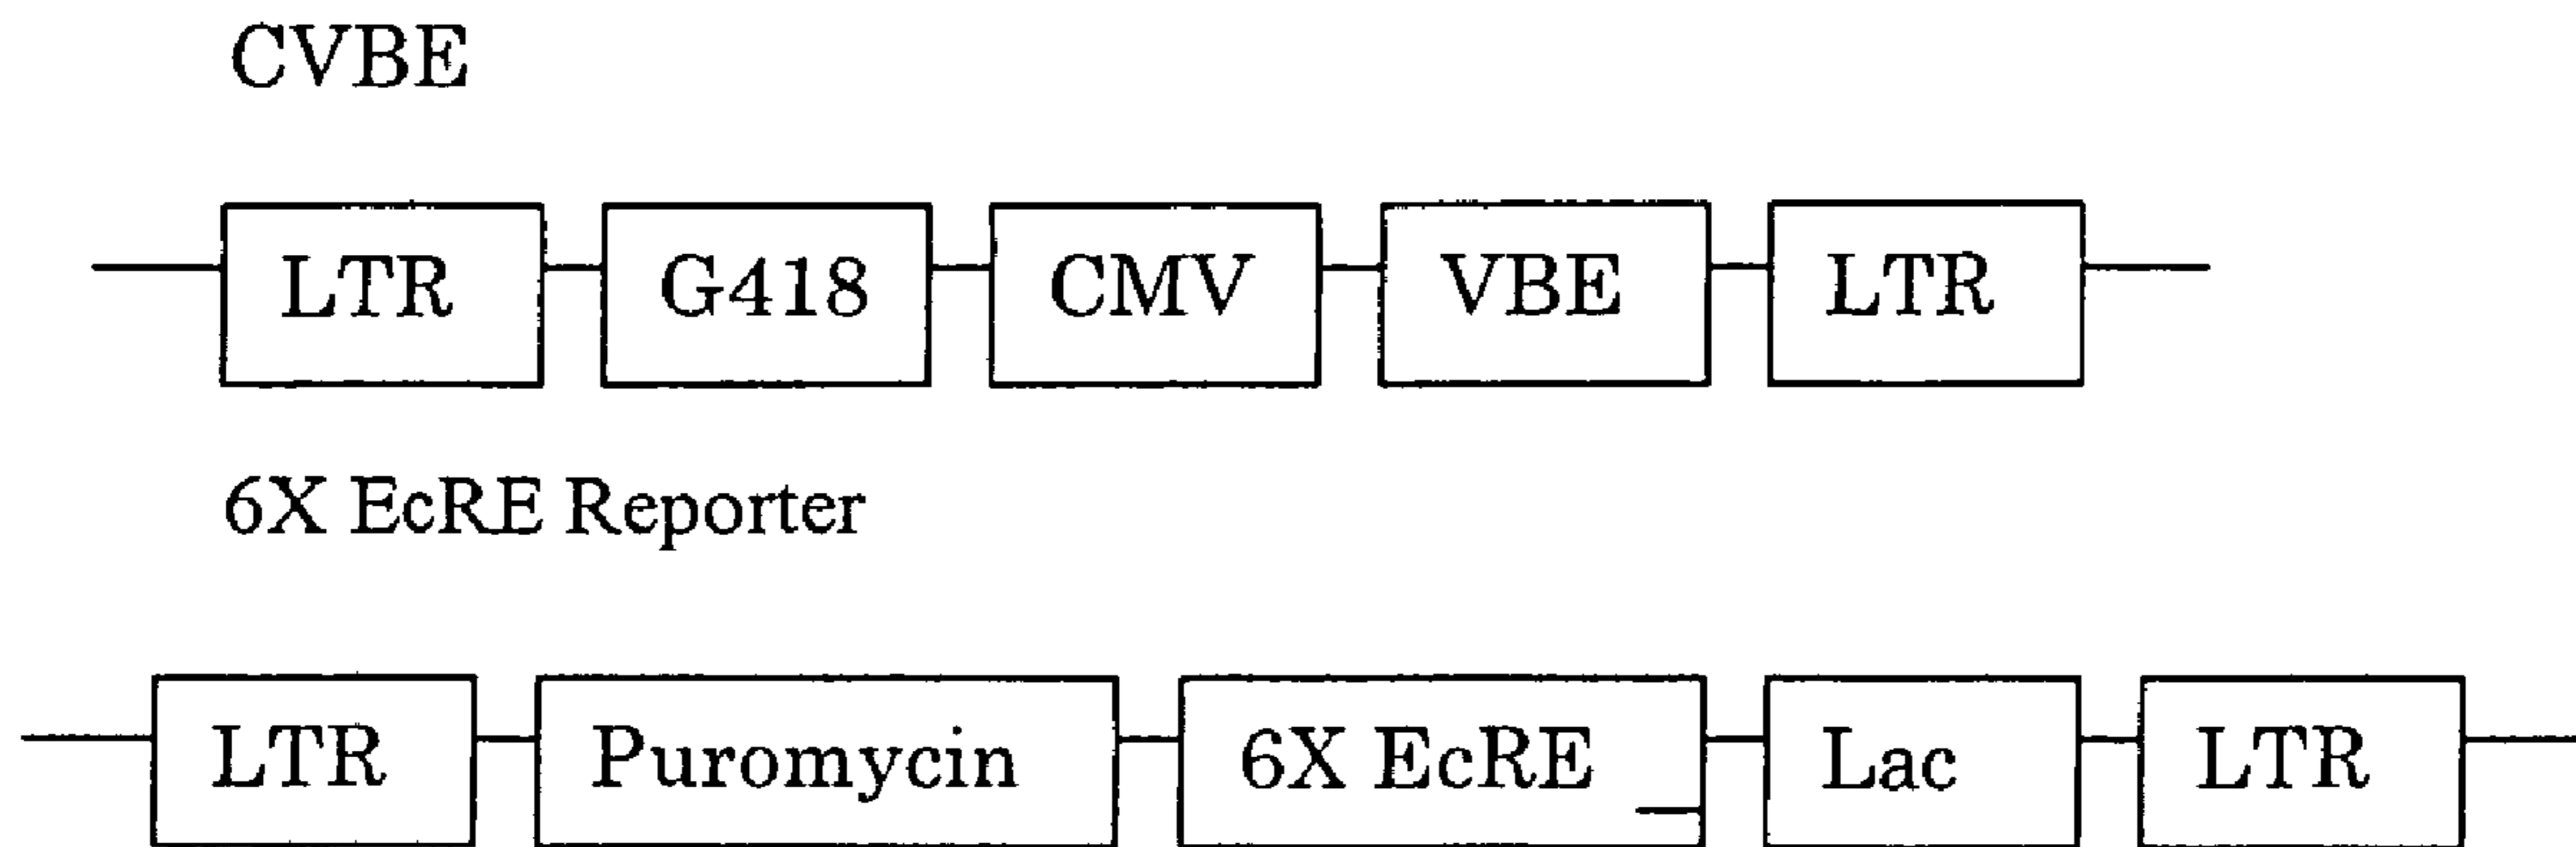 CVBE
LTR G418 CMV VBE LTR
6X EcRE Reporter
LTR Puromycin 6X EcRE Lac LTR